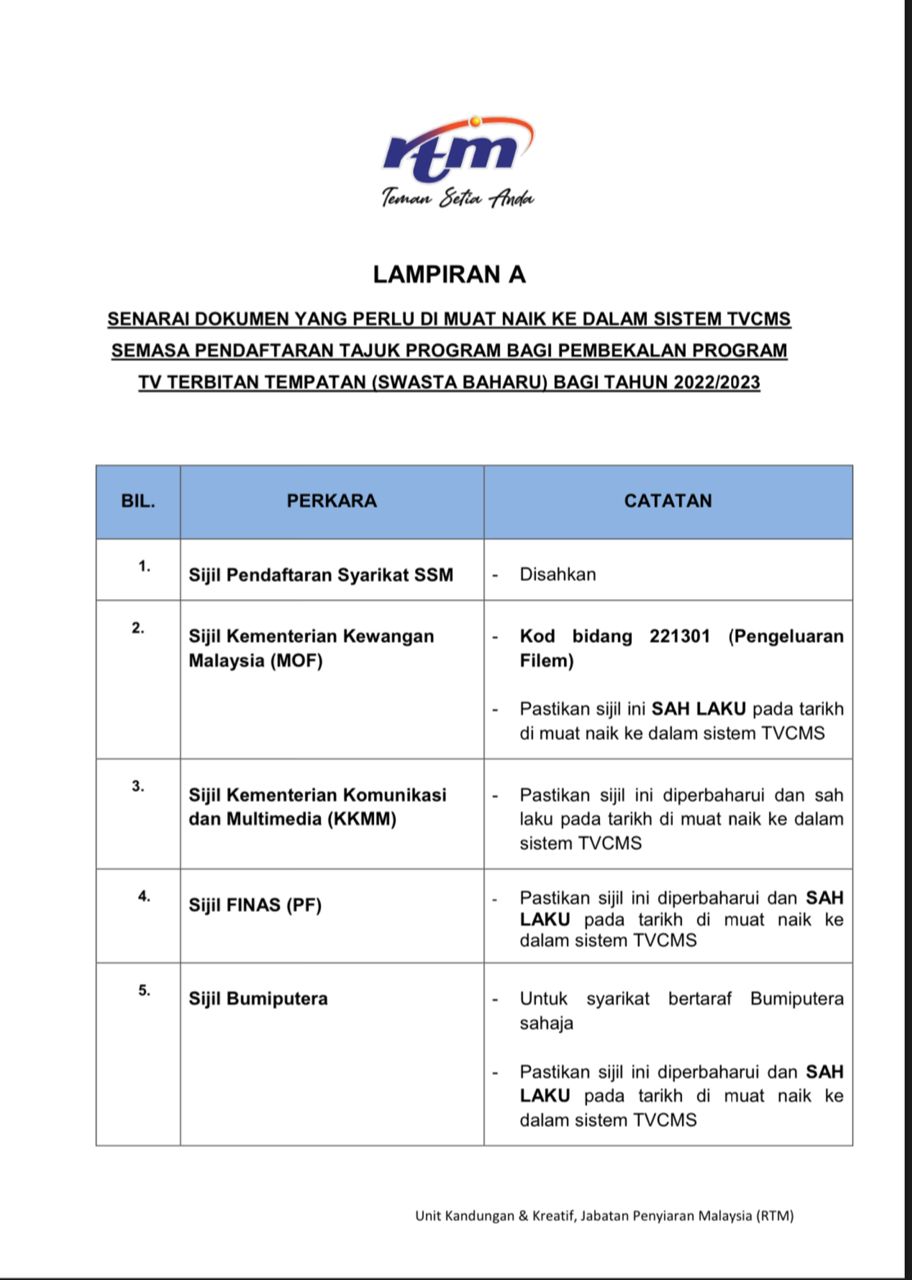 rtm
Teman Setia Anda
LAMPIRAN A
SENARAI DOKUMEN YANG PERLU DI MUAT NAIK KE DALAM SISTEM TVCMS
SEMASA PENDAFTARAN TAJUK PROGRAM BAGI PEMBEKALAN PROGRAM
TV TERBITAN TEMPATAN (SWASTA BAHARU) BAGI TAHUN 2022/2023
BIL.
PERKARA
CATATAN
1.
Sijil Pendaftaran Syarikat SSM
- Disahkan
2.
Sijil Kementerian Kewangan
Malaysia (MOF)
- Kod bidang 221301 (Pengeluaran
Filem)
- Pastikan sijil ini SAH LAKU pada tarikh
di muat naik ke dalam sistem TVCMS
3.
Sijil Kementerian Komunikasi
dan Multimedia (KKMM)
- Pastikan sijil ini diperbaharui dan sah
laku pada tarikh di muat naik ke dalam
sistem TVCMS
4.
Sijil FINAS (PF)
- Pastikan sijil ini diperbaharui dan SAH
LAKU pada tarikh di muat naik ke
dalam sistem TVCMS
5.
Sijil Bumiputera
- Untuk syarikat bertaraf Bumiputera
sahaja
- Pastikan sijil ini diperbaharui dan SAH
LAKU pada tarikh di muat naik ke
dalam sistem TVCMS
Unit Kandungan & Kreatif, Jabatan Penyiaran Malaysia (RTM)